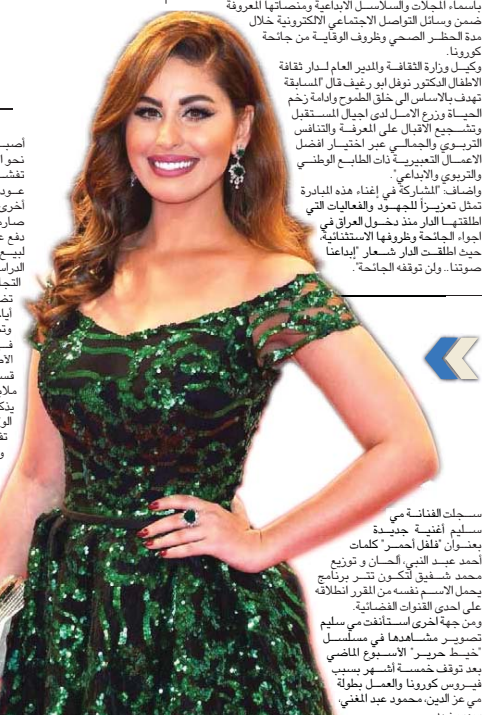 باسماء المجلات والسلاسل الابداعية ومنصاتها المعروفة
ضمن وسائل التواصل الاجتماعي الالكترونية خلال
مدة الحظر الصحي وظروف الوقاية من جائحة
كورونا.
وكيل وزارة الثقافة والمدير العام لدار ثقافة
الاطفال الدكتور نوفل ابو رغيف قال "المسابقة
تهدف بالاساس الى خلق الطموح وادامة زخم
الحياة وزرع الامل لدى اجيال المستقبل
وتشجيع الاقبال على المعرفة والتنافس
التربوي والجمالي عبر اختيار افضل
الاعمال التعبيرية ذات الطابع الوطني
والتربوي والابداعي".
واضاف: "المشاركة في إغناء هذه المبادرة
تمثل تعزيزاً للجهود والفعاليات التي
اطلقتها الدار منذ دخول العراق في
اجواء الجائحة وظروفها الاستثنائية،
حيث اطلقت الدار شعار "إبداعنا
صوتنا.. ولن توقفه الجائحة".
سجلت الفنانة مي
سليم أغنية جديدة
بعنوان "فلفل أحمر" كلمات
أحمد عبد النبي، ألحان و توزيع
محمد شفيق لتكون تتر برنامج
يحمل الاسم نفسه من المقرر انطلاقه
على احدى القنوات الفضائية.
ومن جهة اخرى استأنفت مي سليم
تصوير مشاهدها في مسلسل
"خيط حرير" الأسبوع الماضي
بعد توقف خمسة أشهر بسبب
فيروس كورونا والعمل بطولة
مي عز الدين، محمود عبد المغني،